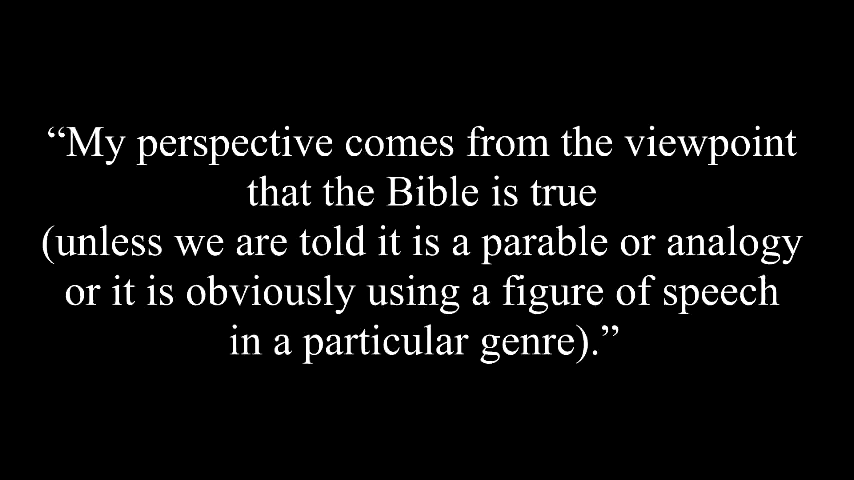 “My perspective comes from the viewpoint
that the Bible is true
(unless we are told it is a parable or analogy
or it is obviously using a figure of speech
in a particular genre).”